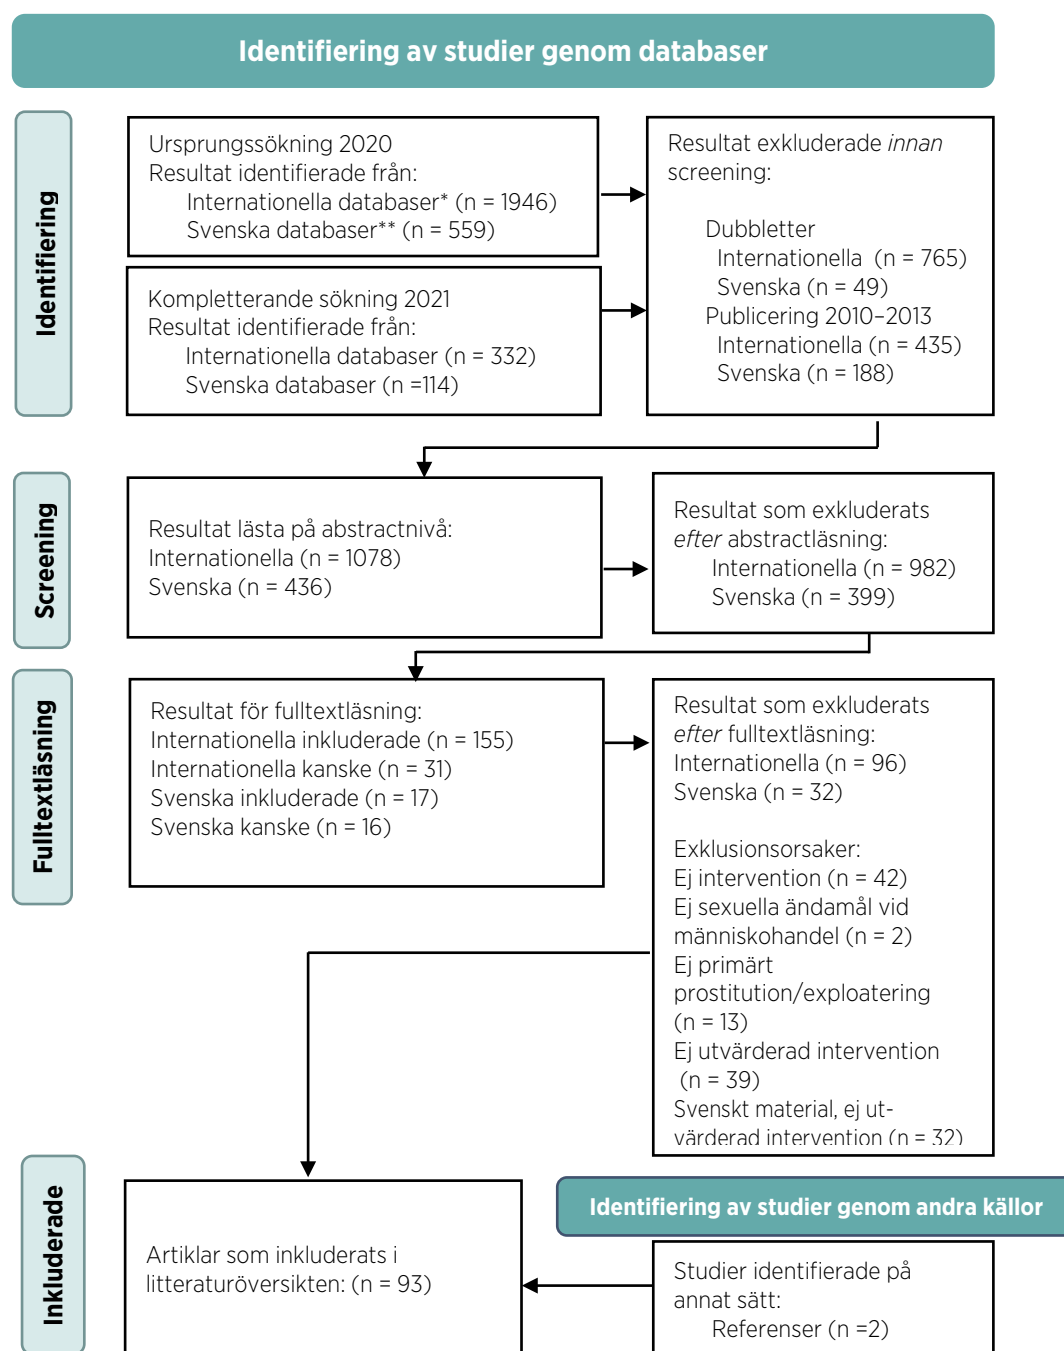 Identifiering av studier genom databaser
Identifiering
Ursprungssökning 2020
Resultat identifierade från:
Internationella databaser* (n = 1946)
Svenska databaser** (n = 559)
Kompletterande sökning 2021
Resultat identifierade från:
Internationella databaser (n = 332)
Svenska databaser (n =114)
Resultat exkluderade innan
screening:
Dubbletter
Internationella (n = 765)
Svenska (n = 49)
Publicering 2010–2013
Internationella (n = 435)
Svenska (n = 188)
Screening
Resultat lästa på abstractnivå:
Internationella (n = 1078)
Svenska (n = 436)
Resultat som exkluderats
efter abstractläsning:
Internationella (n = 982)
Svenska (n = 399)
Fulltextläsning
Resultat för fulltextläsning:
Internationella inkluderade (n = 155)
Internationella kanske (n = 31)
Svenska inkluderade (n = 17)
Svenska kanske (n = 16)
Resultat som exkluderats
efter fulltextläsning:
Internationella (n = 96)
Svenska (n = 32)
Exklusionsorsaker:
Ej intervention (n = 42)
Ej sexuella ändamål vid
människohandel (n = 2)
Ej primärt
prostitution/exploatering
(n = 13)
Ej utvärderad intervention
(n = 39)
Svenskt material, ej ut-
värderad intervention (n = 32)
Inkluderade
Artiklar som inkluderats i
litteraturöversikten: (n = 93)
Identifiering av studier genom andra källor
Studier identifierade på
annat sätt:
Referenser (n =2)